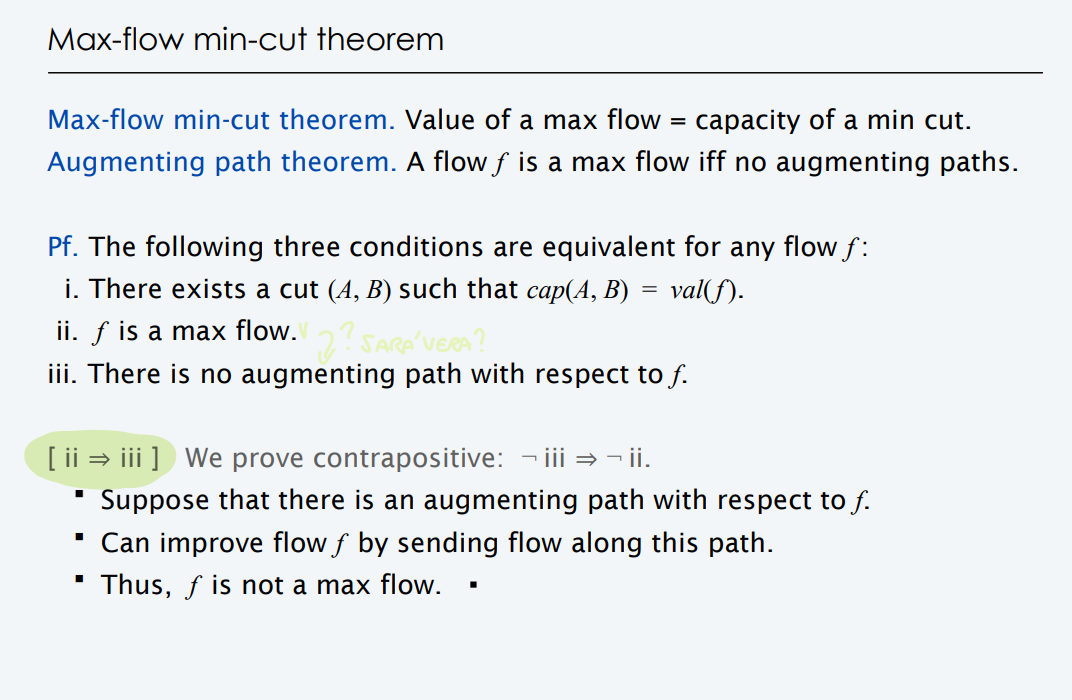 Max-flow min-cut theorem
Max-flow min-cut theorem. Value of a max flow = capacity of a min cut.
Augmenting path theorem. A flow f is a max flow iff no augmenting paths.
Pf. The following three conditions are equivalent for any flow f :
i. There exists a cut (A, B) such that cap(A, B) = val(f).
ii. f is a max flow. v ? SARA' VERA?
iii. There is no augmenting path with respect to f.
[ ii ⇒ iii ] We prove contrapositive: ¬ iii ⇒ ¬ ii.
▪ Suppose that there is an augmenting path with respect to f.
▪ Can improve flow f by sending flow along this path.
▪ Thus, f is not a max flow. ▪